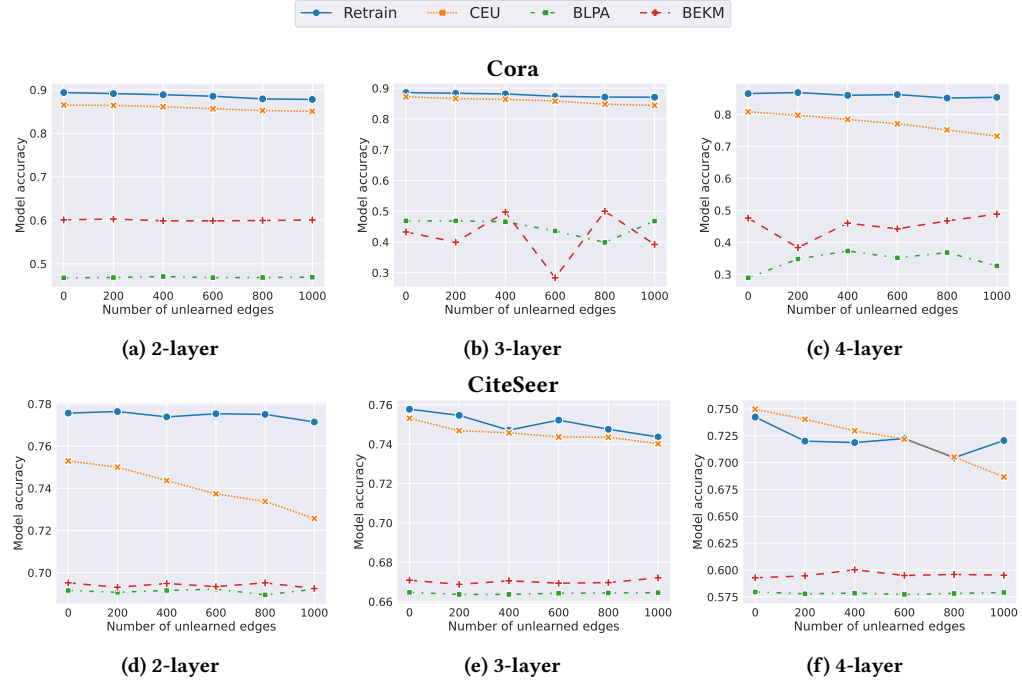 Retrain CEU BLPA BEKM
Cora
0.9
0.8
0.7
0.6
0.5
Model accuracy
0 200 400 600 800 1000
Number of unlearned edges
(a) 2-layer
0.9
0.8
0.7
0.6
0.5
0.4
0.3
Model accuracy
0 200 400 600 800 1000
Number of unlearned edges
(b) 3-layer
0.8
0.7
0.6
0.5
0.4
0.3
Model accuracy
0 200 400 600 800 1000
Number of unlearned edges
(c) 4-layer
CiteSeer
0.78
0.76
0.74
0.72
0.70
Model accuracy
0 200 400 600 800 1000
Number of unlearned edges
(d) 2-layer
0.76
0.74
0.72
0.70
0.68
0.66
Model accuracy
0 200 400 600 800 1000
Number of unlearned edges
(e) 3-layer
0.750
0.725
0.700
0.675
0.650
0.625
0.600
0.575
Model accuracy
0 200 400 600 800 1000
Number of unlearned edges
(f) 4-layer